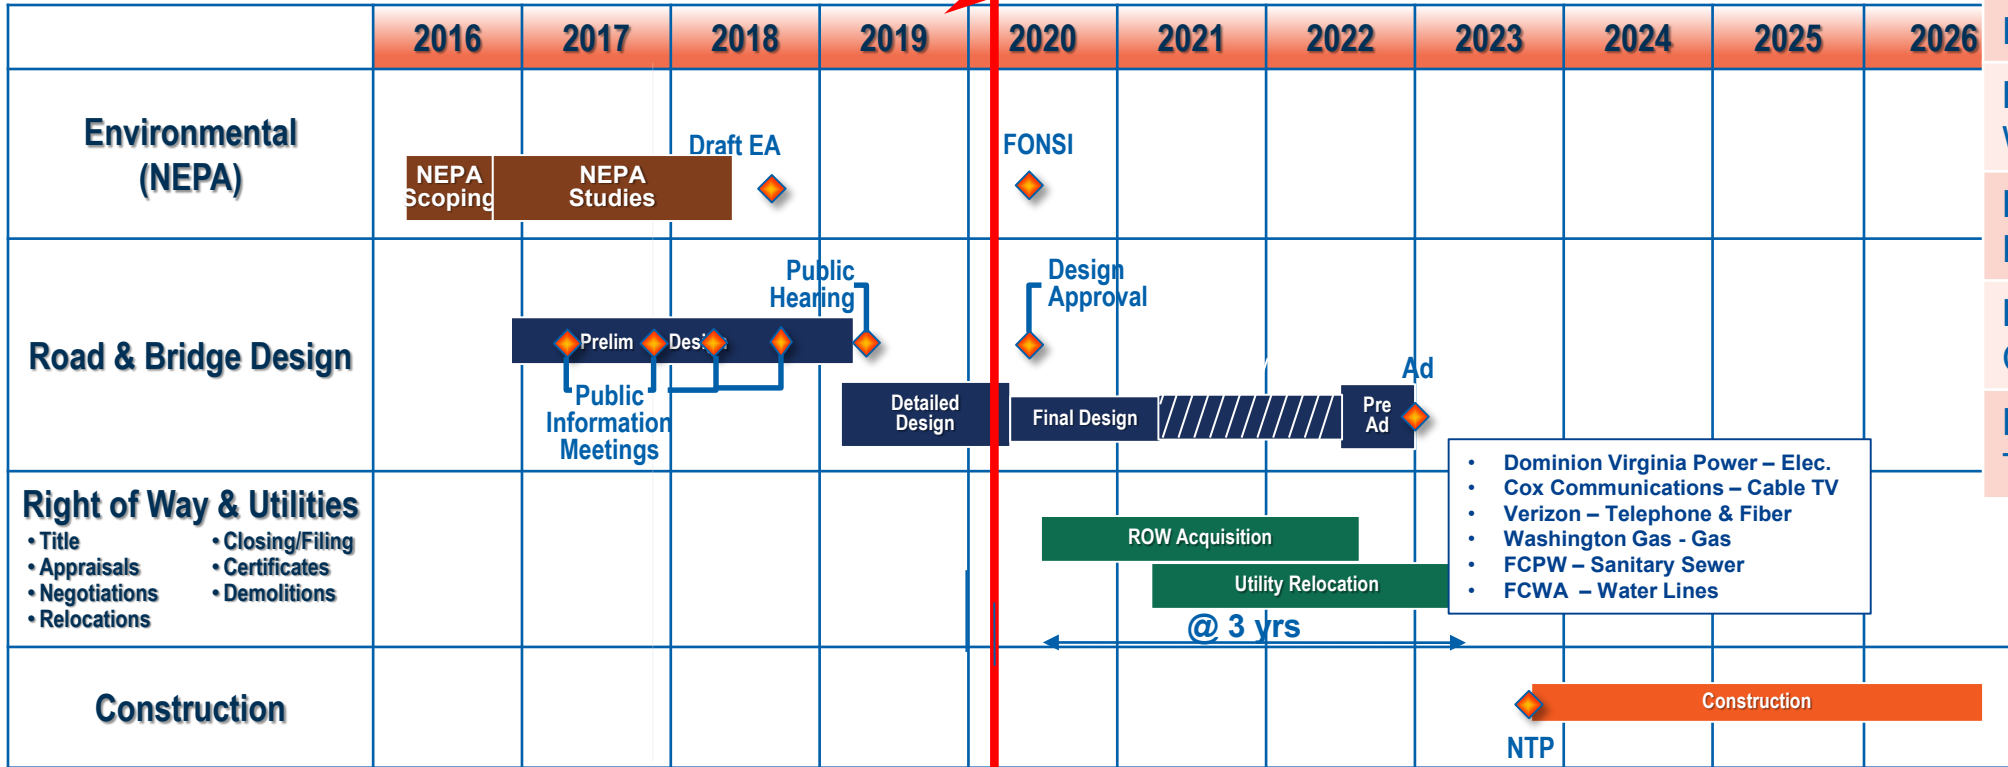 2016 2017 2018 2019 2020 2021 2022 2023 2024 2025 2026
Environmental
(NEPA)
NEPA
Scoping
NEPA
Studies
Draft EA
FONSI
Road & Bridge Design
Prelim Design
Public
Hearing
Design
Approval
Public
Information
Meetings
Detailed
Design
Final Design
Pre
Ad
Ad
Right of Way & Utilities
• Title
• Appraisals
• Negotiations
• Relocations
• Closing/Filing
• Certificates
• Demolitions
ROW Acquisition
Utility Relocation
@ 3 yrs
• Dominion Virginia Power – Elec.
• Cox Communications – Cable TV
• Verizon – Telephone & Fiber
• Washington Gas - Gas
• FCPW – Sanitary Sewer
• FCWA – Water Lines
Construction
Construction
NTP